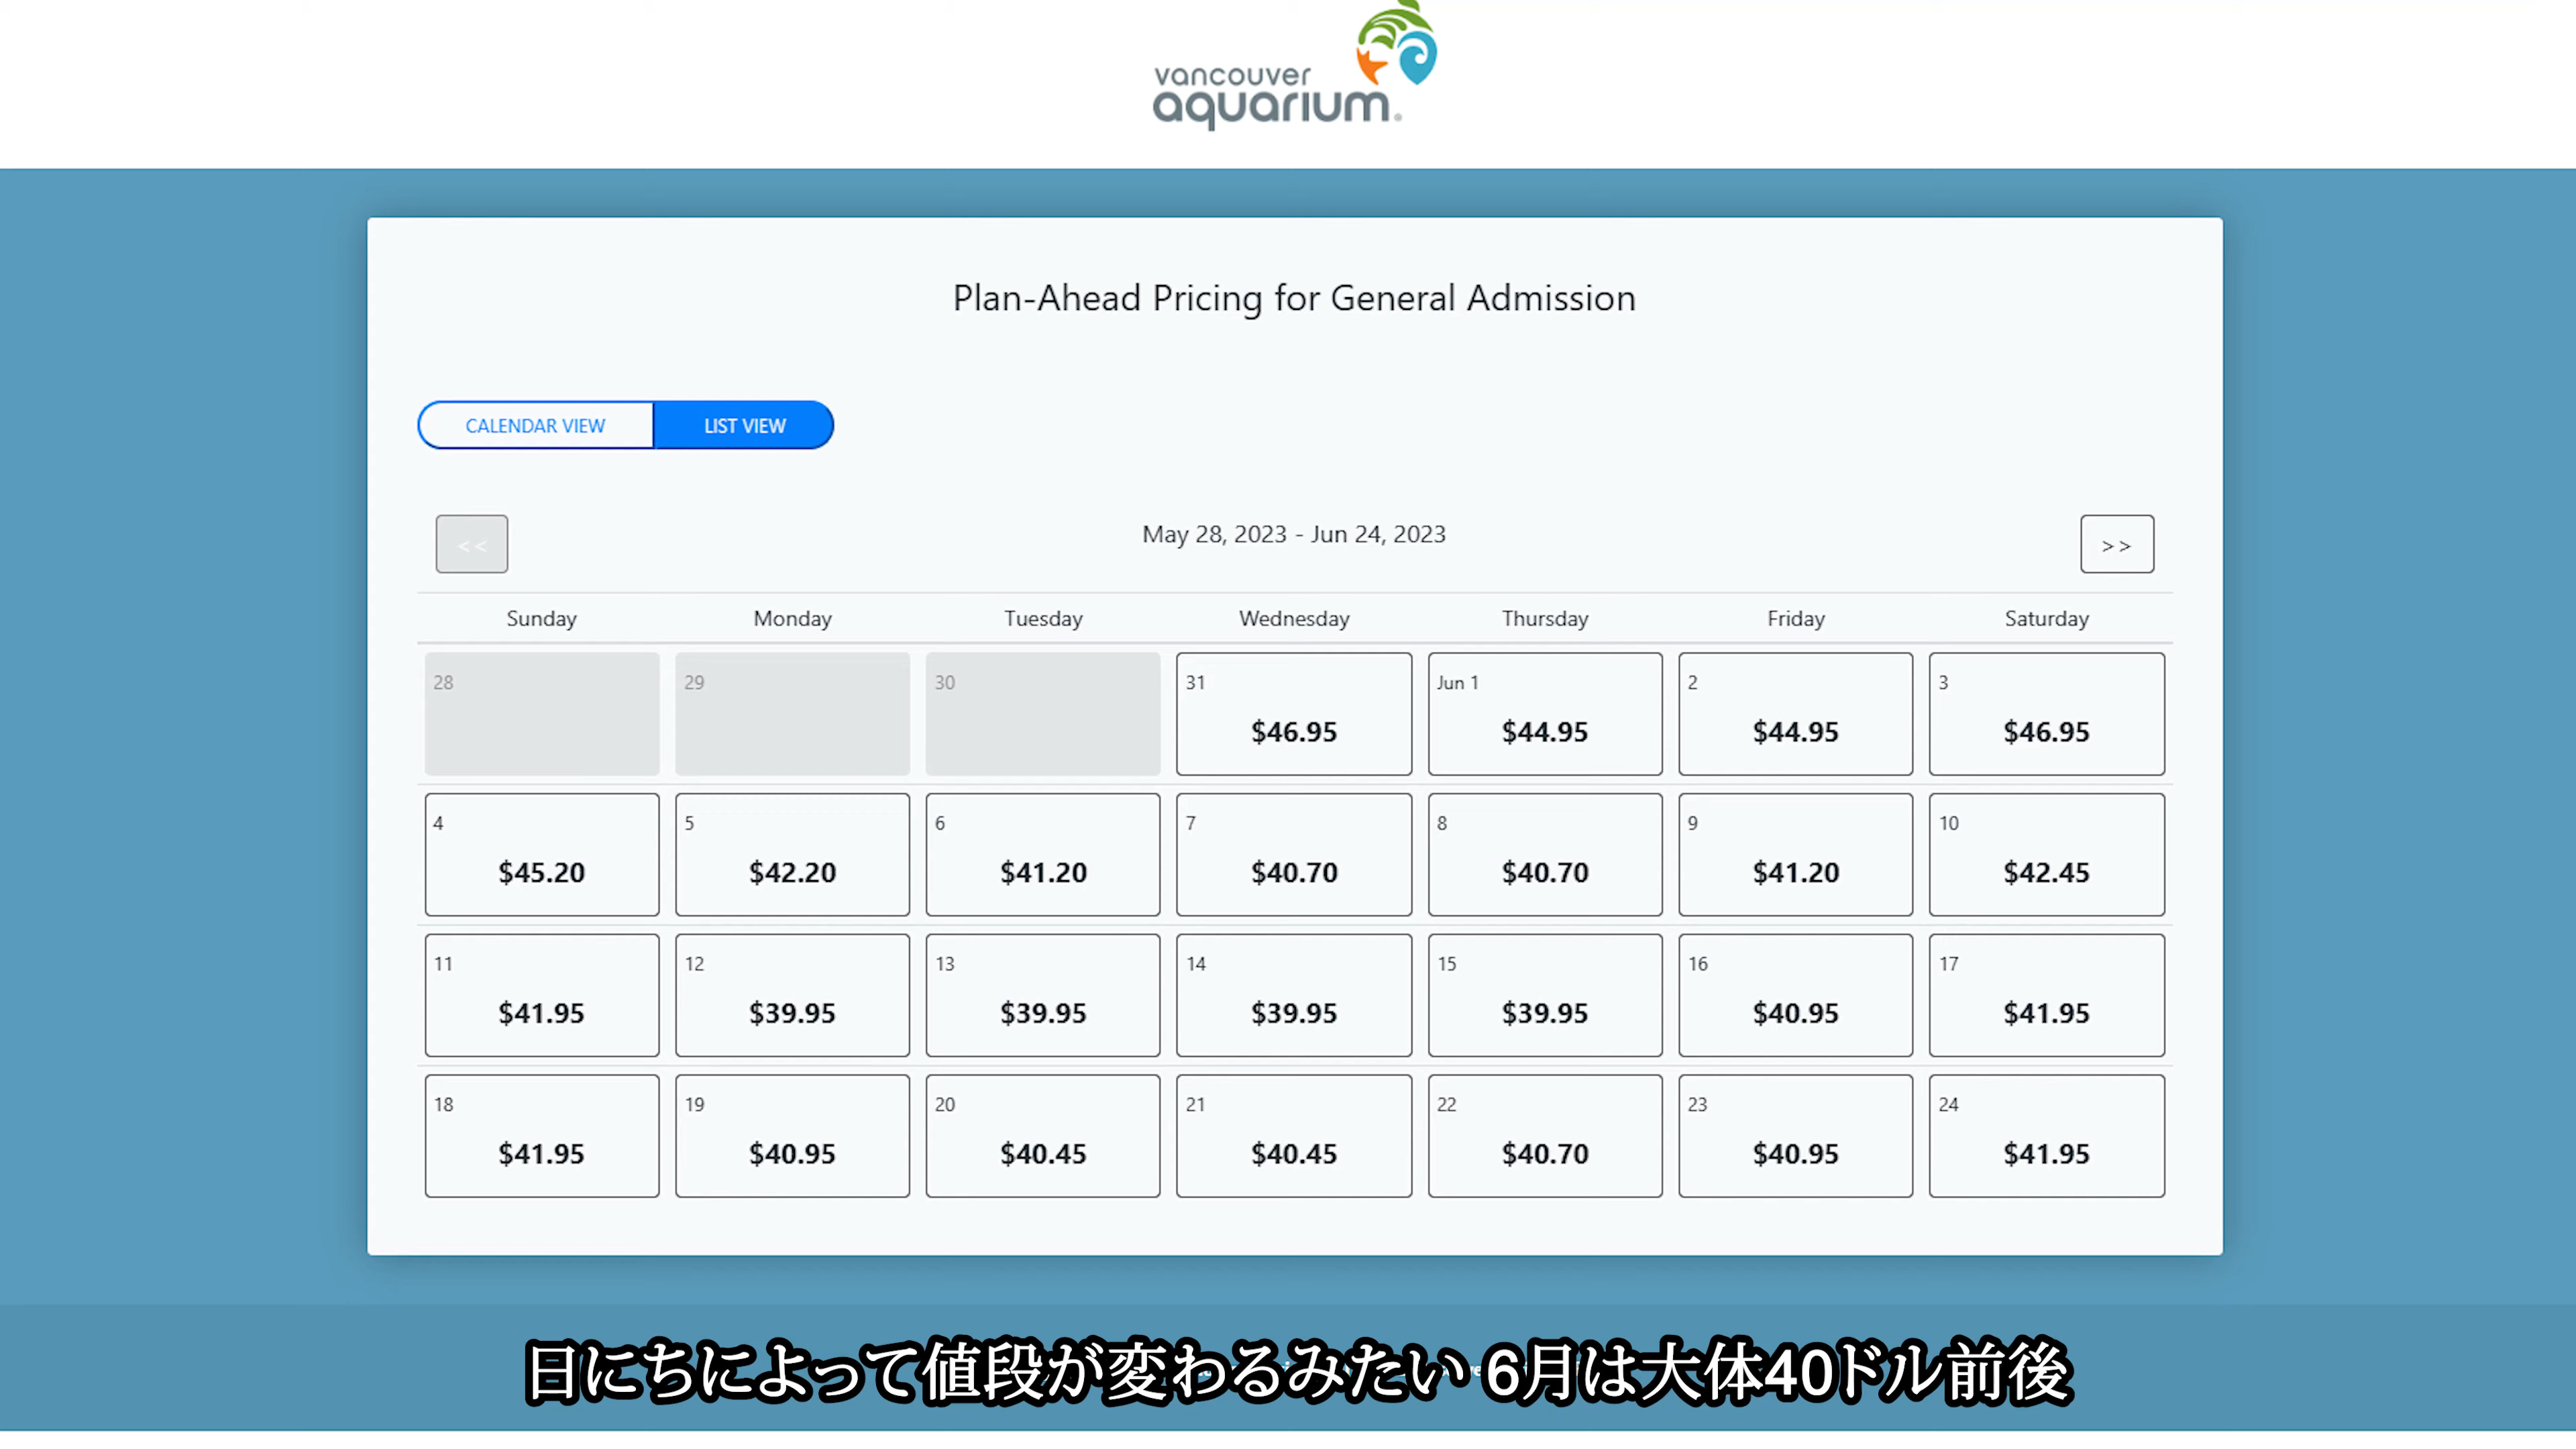 vancouver
aquarium.
Plan-Ahead Pricing for General Admission
CALENDAR VIEW LIST VIEW
<< May 28, 2023 - Jun 24, 2023 >>
Sunday Monday Tuesday Wednesday Thursday Friday Saturday
28 29 30 31 Jun 1 2 3
$46.95 $44.95 $44.95 $46.95
4 5 6 7 8 9 10
$45.20 $42.20 $41.20 $40.70 $40.70 $41.20 $42.45
11 12 13 14 15 16 17
$41.95 $39.95 $39.95 $39.95 $39.95 $40.95 $41.95
18 19 20 21 22 23 24
$41.95 $40.95 $40.45 $40.45 $40.70 $40.95 $41.95
日にちによって値段が変わるみたい 6月は大体40ドル前後